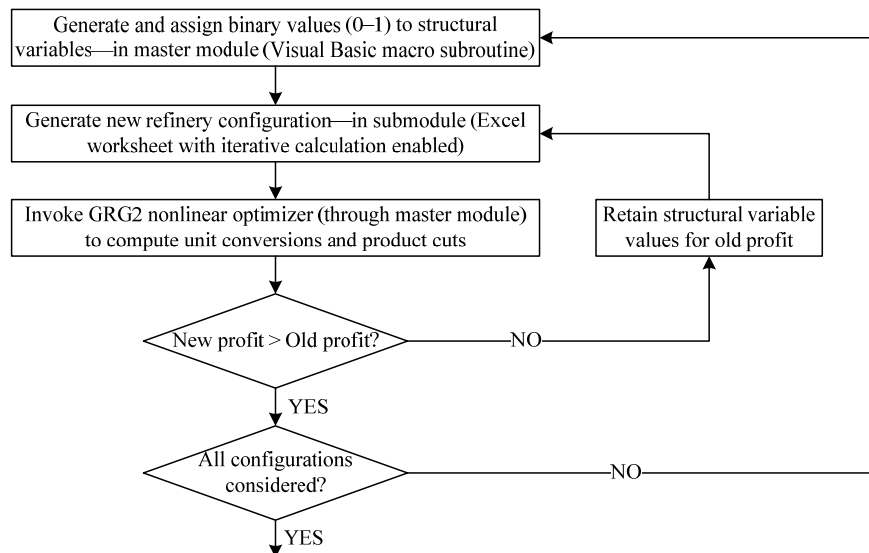 Generate and assign binary values (0–1) to structural
variables—in master module (Visual Basic macro subroutine)
Generate new refinery configuration—in submodule (Excel
worksheet with iterative calculation enabled)
Invoke GRG2 nonlinear optimizer (through master module)
to compute unit conversions and product cuts
Retain structural variable
values for old profit
New profit > Old profit?
NO
YES
All configurations
considered?
NO
YES